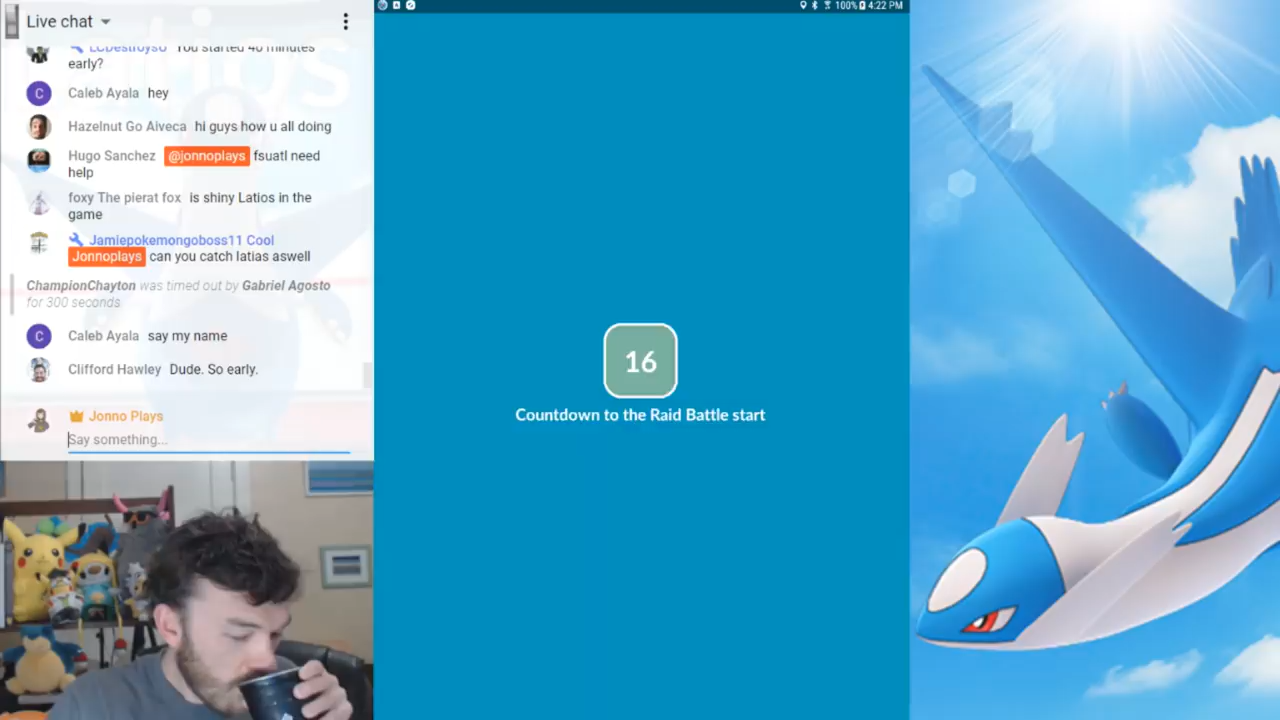 Live chat
LCDestroy80 You started 40 minutes
early?
C Caleb Ayala hey
Hazelnut Go Aiveca hi guys how u all doing
Hugo Sanchez @jonnoplays fsuatl need
help
foxy The pierat fox is shiny Latios in the
game
Jamiepokemongoboss11 Cool
Jonnoplays can you catch latias aswell
ChampionChayton was timed out by Gabriel Agosto
for 300 seconds
C Caleb Ayala say my name
Clifford Hawley Dude. So early.
Jonno Plays
Say something...
100% 4:22 PM
16
Countdown to the Raid Battle start